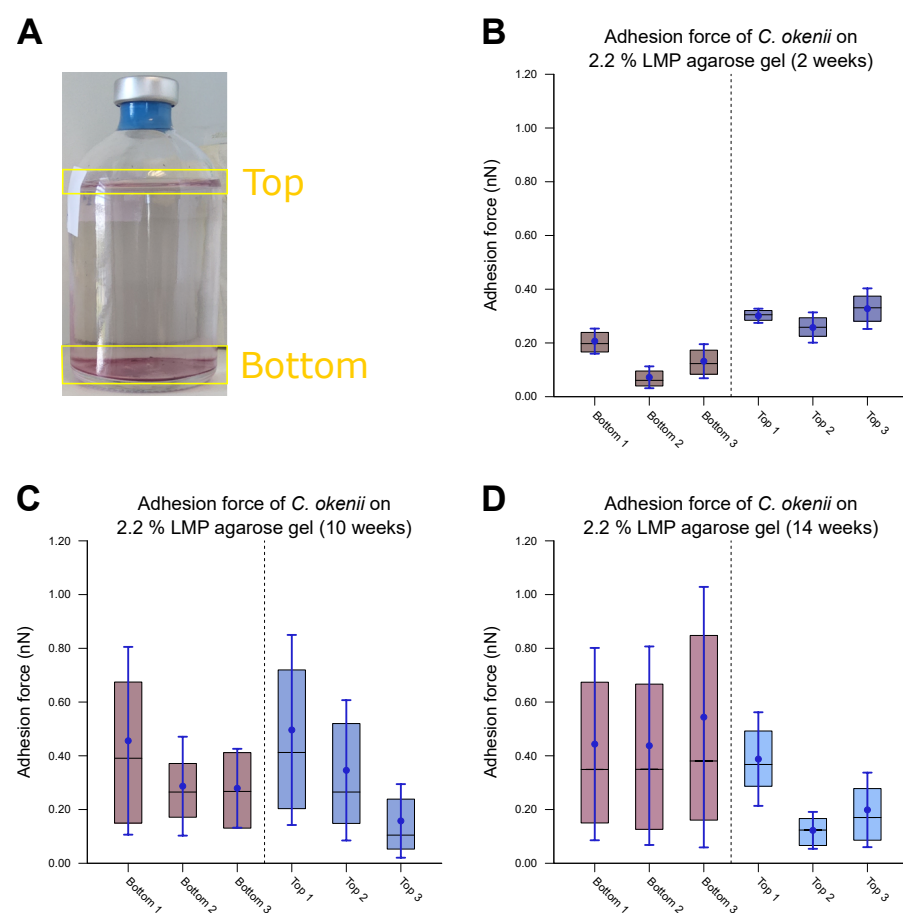 A
Top
Bottom
B
Adhesion force of C. okenii on
2.2 % LMP agarose gel (2 weeks)
Adhesion force (nN)
1.20
1.00
0.80
0.60
0.40
0.20
0.00
Bottom 1
Bottom 2
Bottom 3
Top 1
Top 2
Top 3
C
Adhesion force of C. okenii on
2.2 % LMP agarose gel (10 weeks)
Adhesion force (nN)
1.20
1.00
0.80
0.60
0.40
0.20
0.00
Bottom 1
Bottom 2
Bottom 3
Top 1
Top 2
Top 3
D
Adhesion force of C. okenii on
2.2 % LMP agarose gel (14 weeks)
Adhesion force (nN)
1.20
1.00
0.80
0.60
0.40
0.20
0.00
Bottom 1
Bottom 2
Bottom 3
Top 1
Top 2
Top 3